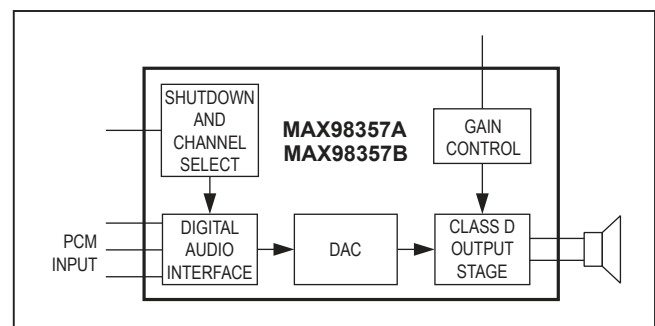 SHUTDOWN
AND
CHANNEL
SELECT
MAX98357A
MAX98357B
GAIN
CONTROL
PCM
INPUT
DIGITAL
AUDIO
INTERFACE
DAC
CLASS D
OUTPUT
STAGE